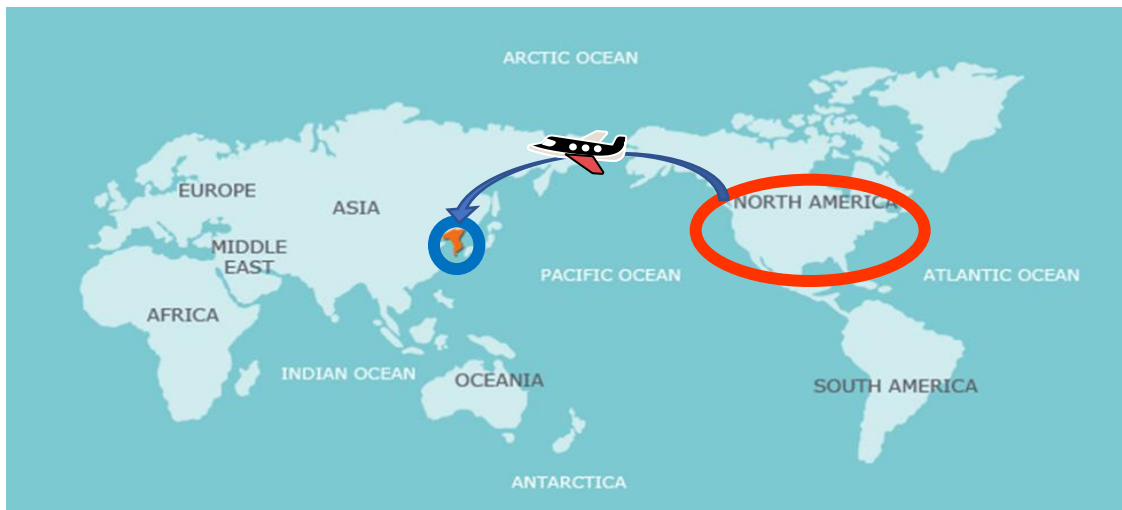 ARCTIC OCEAN
EUROPE
ASIA
NORTH AMERICA
MIDDLE
EAST
PACIFIC OCEAN
ATLANTIC OCEAN
AFRICA
INDIAN OCEAN
OCEANIA
SOUTH AMERICA
ANTARCTICA